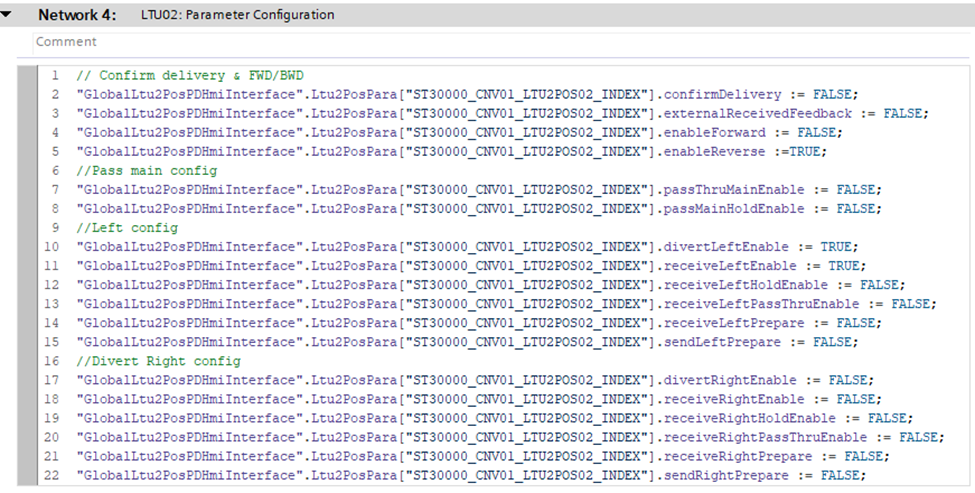 Network 4: LTU02: Parameter Configuration
Comment
1 // Confirm delivery & FWD/BWD
2 "GlobalLtu2PosPDHmiInterface".Ltu2PosPara["ST30000_CNV01_LTU2POS02_INDEX"].confirmDelivery := FALSE;
3 "GlobalLtu2PosPDHmiInterface".Ltu2PosPara["ST30000_CNV01_LTU2POS02_INDEX"].externalReceivedFeedback := FALSE;
4 "GlobalLtu2PosPDHmiInterface".Ltu2PosPara["ST30000_CNV01_LTU2POS02_INDEX"].enableForward := FALSE;
5 "GlobalLtu2PosPDHmiInterface".Ltu2PosPara["ST30000_CNV01_LTU2POS02_INDEX"].enableReverse :=TRUE;
6 //Pass main config
7 "GlobalLtu2PosPDHmiInterface".Ltu2PosPara["ST30000_CNV01_LTU2POS02_INDEX"].passThruMainEnable := FALSE;
8 "GlobalLtu2PosPDHmiInterface".Ltu2PosPara["ST30000_CNV01_LTU2POS02_INDEX"].passMainHoldEnable := FALSE;
9 //Left config
10 "GlobalLtu2PosPDHmiInterface".Ltu2PosPara["ST30000_CNV01_LTU2POS02_INDEX"].divertLeftEnable := TRUE;
11 "GlobalLtu2PosPDHmiInterface".Ltu2PosPara["ST30000_CNV01_LTU2POS02_INDEX"].receiveLeftEnable := TRUE;
12 "GlobalLtu2PosPDHmiInterface".Ltu2PosPara["ST30000_CNV01_LTU2POS02_INDEX"].receiveLeftHoldEnable := FALSE;
13 "GlobalLtu2PosPDHmiInterface".Ltu2PosPara["ST30000_CNV01_LTU2POS02_INDEX"].receiveLeftPassThruEnable := FALSE;
14 "GlobalLtu2PosPDHmiInterface".Ltu2PosPara["ST30000_CNV01_LTU2POS02_INDEX"].receiveLeftPrepare := FALSE;
15 "GlobalLtu2PosPDHmiInterface".Ltu2PosPara["ST30000_CNV01_LTU2POS02_INDEX"].sendLeftPrepare := FALSE;
16 //Divert Right config
17 "GlobalLtu2PosPDHmiInterface".Ltu2PosPara["ST30000_CNV01_LTU2POS02_INDEX"].divertRightEnable := FALSE;
18 "GlobalLtu2PosPDHmiInterface".Ltu2PosPara["ST30000_CNV01_LTU2POS02_INDEX"].receiveRightEnable := FALSE;
19 "GlobalLtu2PosPDHmiInterface".Ltu2PosPara["ST30000_CNV01_LTU2POS02_INDEX"].receiveRightHoldEnable := FALSE;
20 "GlobalLtu2PosPDHmiInterface".Ltu2PosPara["ST30000_CNV01_LTU2POS02_INDEX"].receiveRightPassThruEnable := FALSE;
21 "GlobalLtu2PosPDHmiInterface".Ltu2PosPara["ST30000_CNV01_LTU2POS02_INDEX"].receiveRightPrepare := FALSE;
22 "GlobalLtu2PosPDHmiInterface".Ltu2PosPara["ST30000_CNV01_LTU2POS02_INDEX"].sendRightPrepare := FALSE;